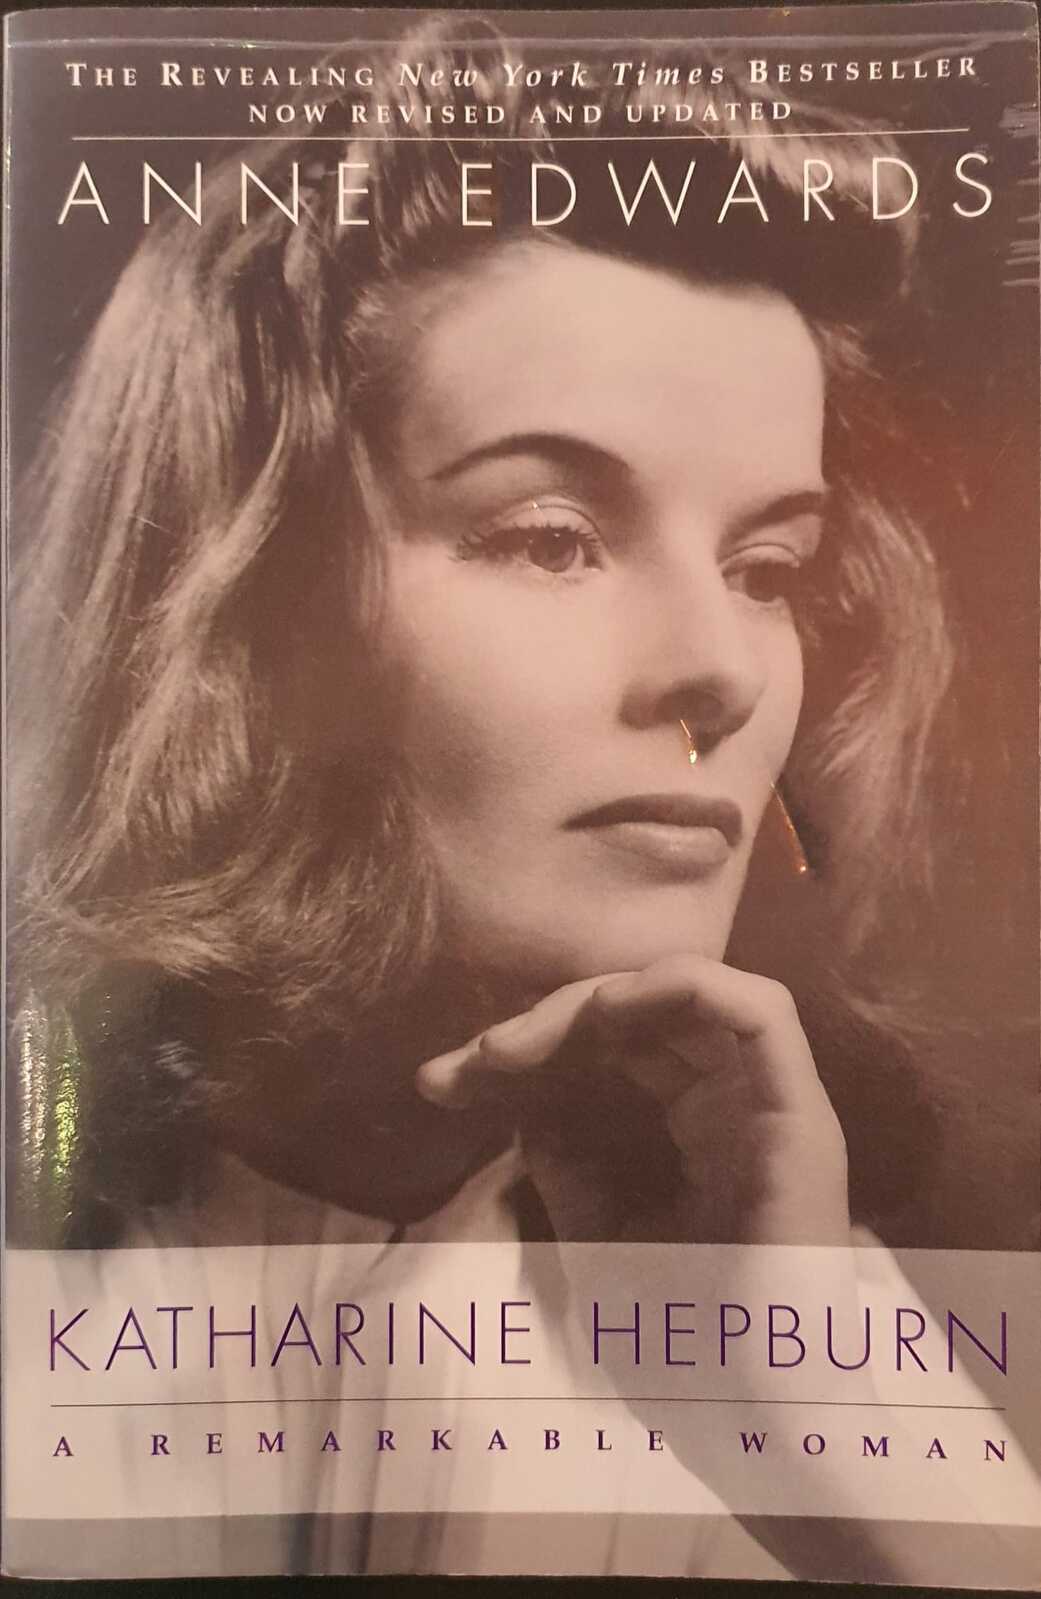 THE REVEALING New York Times BESTSELLER
NOW REVISED AND UPDATED
ANNE EDWARDS
KATHARINE HEPBURN
A REMARKABLE WOMAN